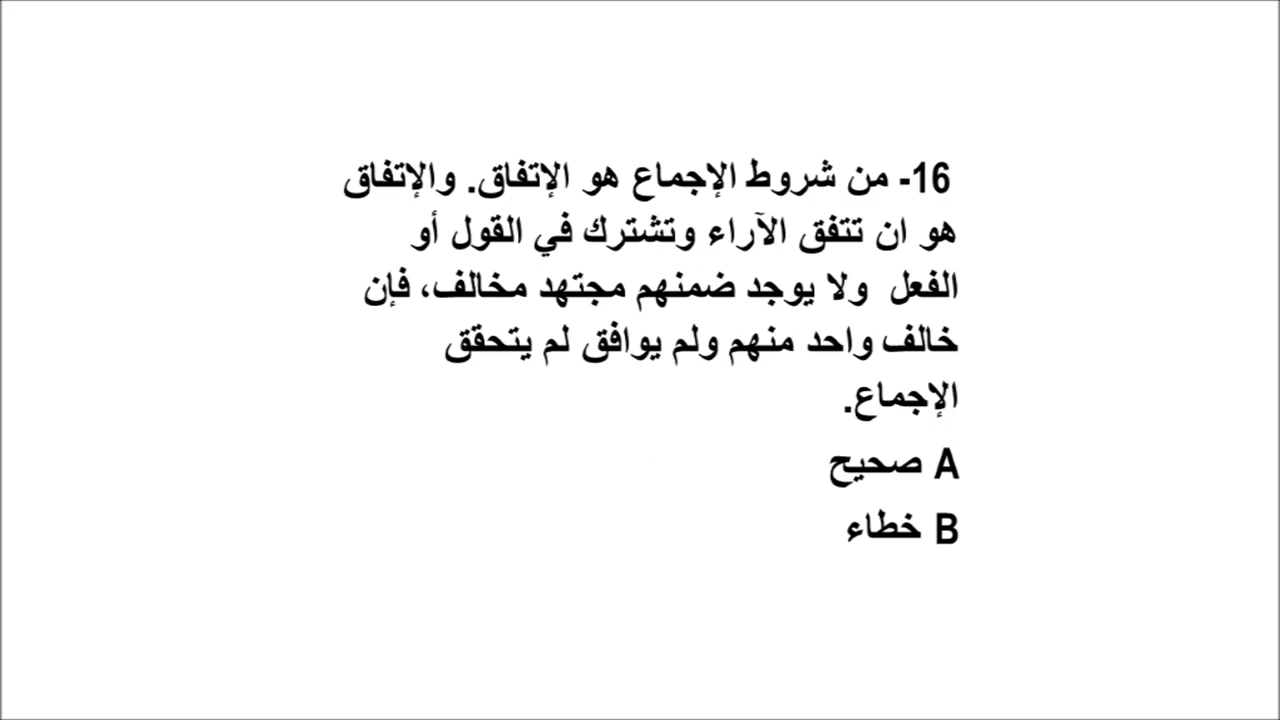 16- من شروط الإجماع هو الإتفاق. والإتفاق
هو ان تتفق الآراء وتشترك في القول أو
الفعل ولا يوجد ضمنهم مجتهد مخالف، فإن
خالف واحد منهم ولم يوافق لم يتحقق
الإجماع.
A صحيح
B خطاء